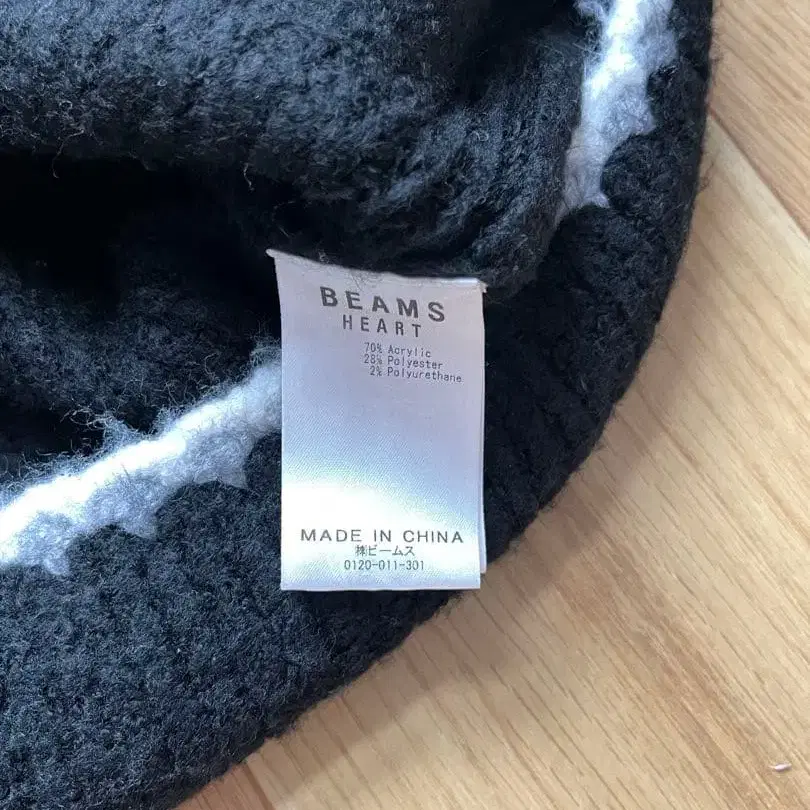 BEAMS
HEART
70% Acrylic
28% Polyester
2% Polyurethane
MADE IN CHINA
㈱ビームス
0120-011-301